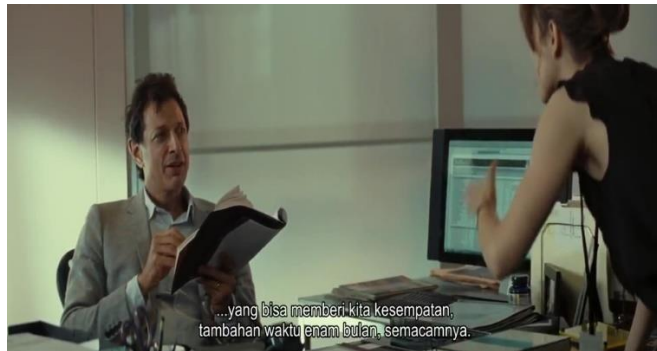 ...yang bisa memberi kita kesempatan,
tambahan waktu enam bulan, semacamnya.